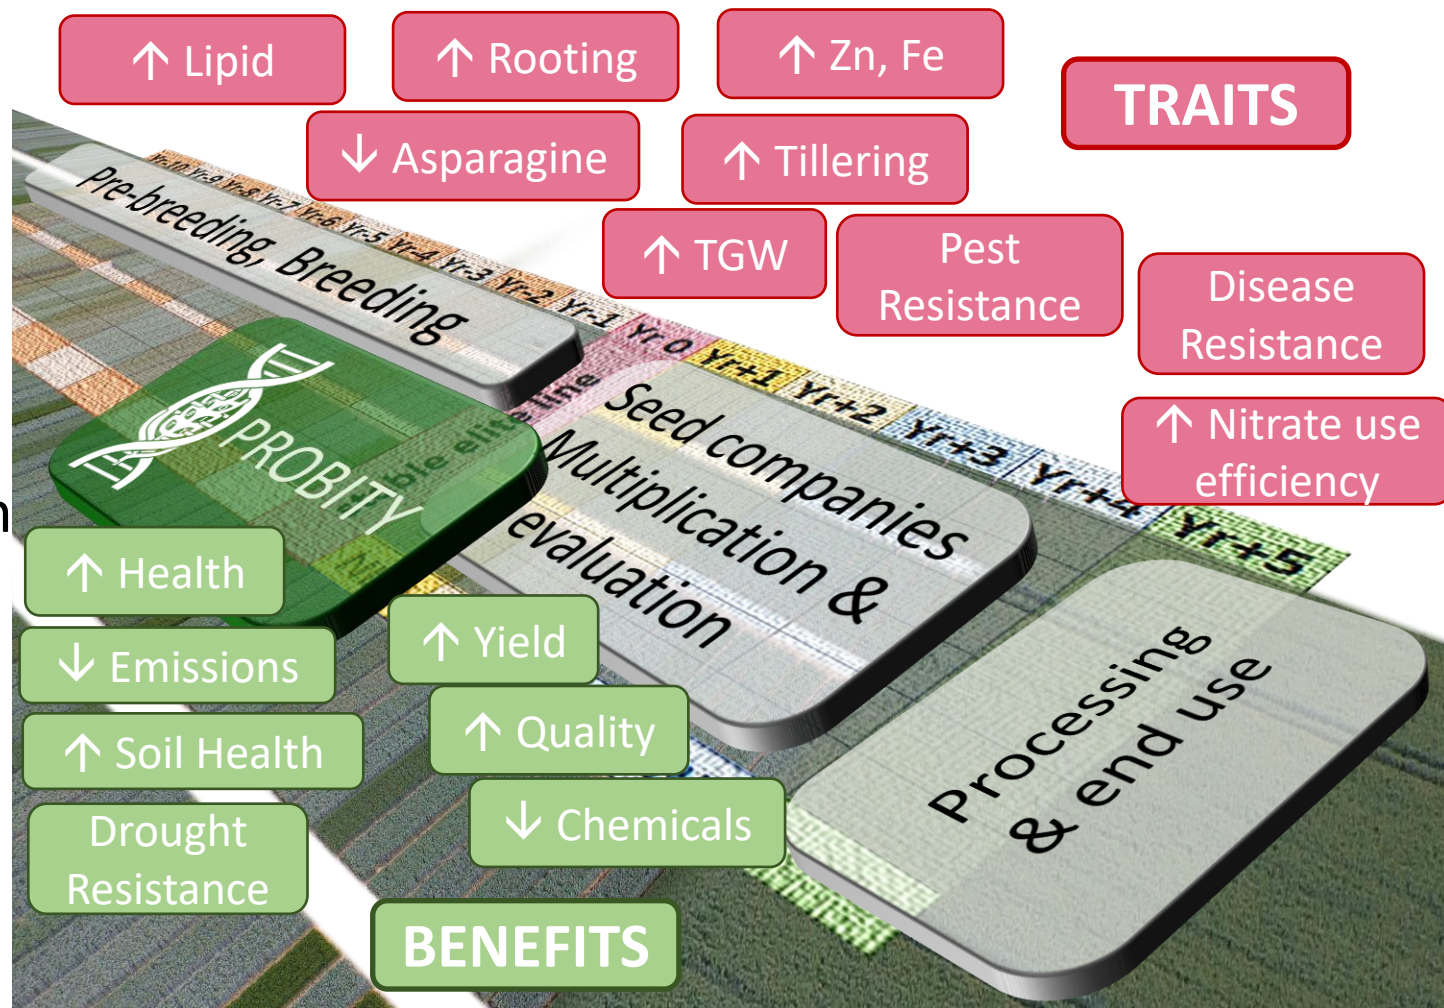 ↑ Lipid
↑ Rooting
↑ Zn, Fe
TRAITS
↓ Asparagine
↑ Tillering
↑ TGW
Pest
Resistance
Disease
Resistance
↑ Nitrate use
efficiency
Yr-10 Yr-9 Yr-8 Yr-7 Yr-6 Yr-5 Yr-4 Yr-3 Yr-2 Yr-1 Yr 0 Yr+1 Yr+2 Yr+3 Yr+4 Yr+5
Pre-breeding, Breeding
PROBITY
elite line
Seed companies
Multiplication &
evaluation
Processing
& end use
↑ Health
↓ Emissions
↑ Soil Health
Drought
Resistance
↑ Yield
↑ Quality
↓ Chemicals
BENEFITS